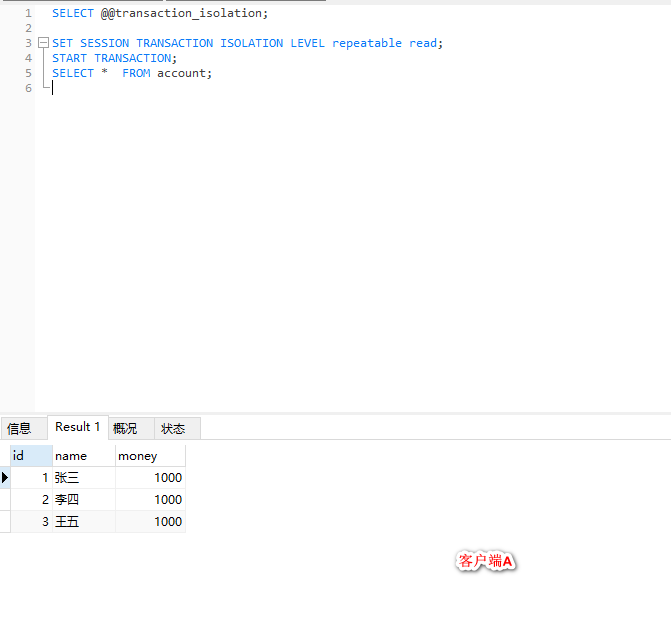 1 SELECT @@transaction_isolation;
2
3 SET SESSION TRANSACTION ISOLATION LEVEL repeatable read;
4 START TRANSACTION;
5 SELECT *  FROM account;
6
信息 Result 1 概况 状态
id name money
1 张三 1000
2 李四 1000
3 王五 1000
客户端A